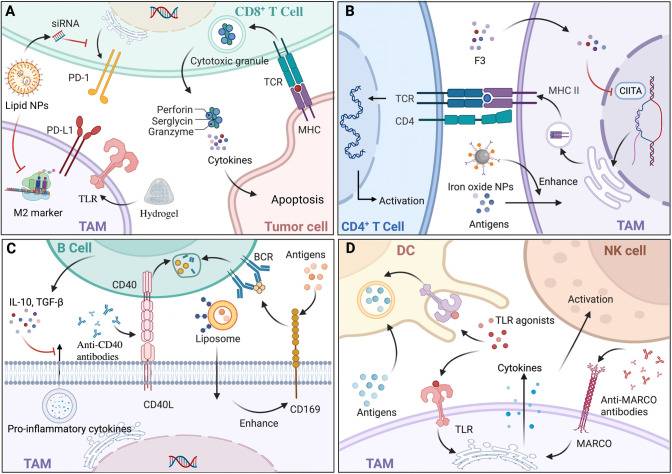 A
siRNA
CD8⁺ T Cell
Cytotoxic granule
PD-1
TCR
Lipid NPs
Perforin
Serglycin
Granzyme
MHC
PD-L1
Cytokines
TLR
Apoptosis
M2 marker
Hydrogel
TAM
Tumor cell
B
F3
CIITA
MHC II
TCR
CD4
Iron oxide NPs
Enhance
Activation
Antigens
CD4⁺ T Cell
TAM
C
B Cell
BCR
Antigens
CD40
IL-10, TGF-β
Liposome
Anti-CD40
antibodies
CD40L
CD169
Pro-inflammatory cytokines
Enhance
TAM
D
DC
NK cell
Activation
TLR agonists
Cytokines
Antigens
Anti-MARCO
antibodies
TLR
MARCO
TAM